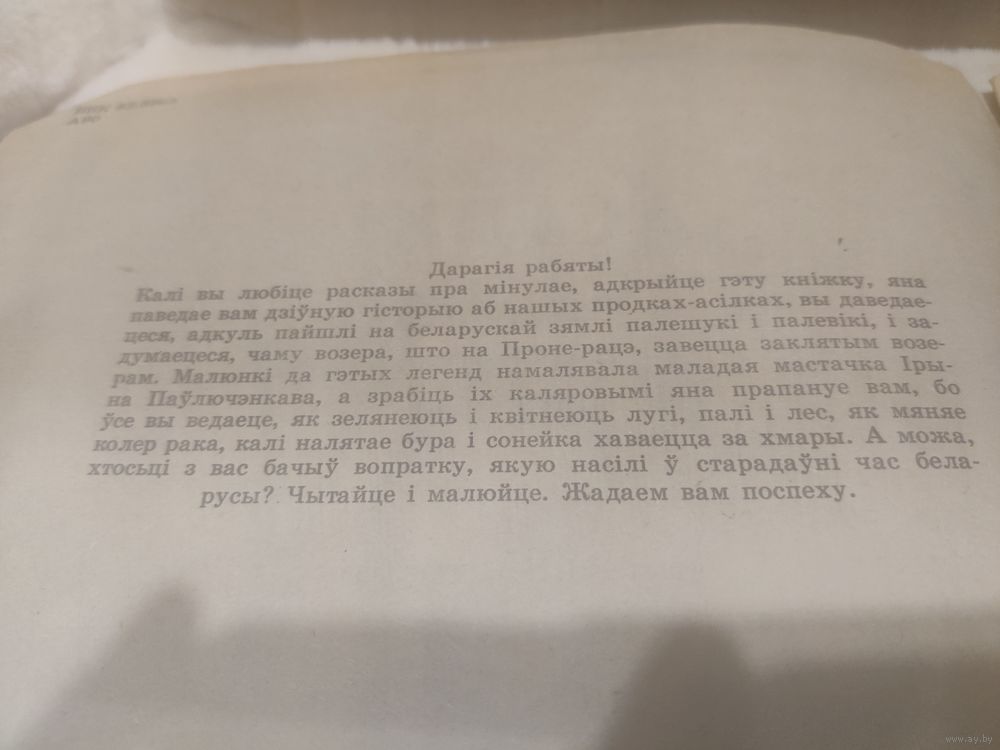 Дарагія рабяты!
Калі вы любіце расказы пра мінулае, адкрыйце гэту кніжку, яна
паведае вам дзіўную гісторыю аб нашых продках-асілках, вы даведае-
цеся, адкуль пайшлі на беларускай зямлі палешукі і палевікі, і за-
думаецеся, чаму возера, што на Проне-рацэ, завецца заклятым возе-
рам. Малюнкі да гэтых легенд намалявала маладая мастачка Іры-
на Паўлючэнкава, а зрабіць іх каляровымі яна прапануе вам, бо
ўсе вы ведаеце, як зелянеюць і квітнеюць лугі, палі і лес, як мяняе
колер рака, калі налятае бура і сонейка хаваецца за хмары. А можа,
хтосьці з вас бачыў вопратку, якую насілі ў старадаўні час бела-
русы? Чытайце і малюйце. Жадаем вам поспеху.
www.ay.by